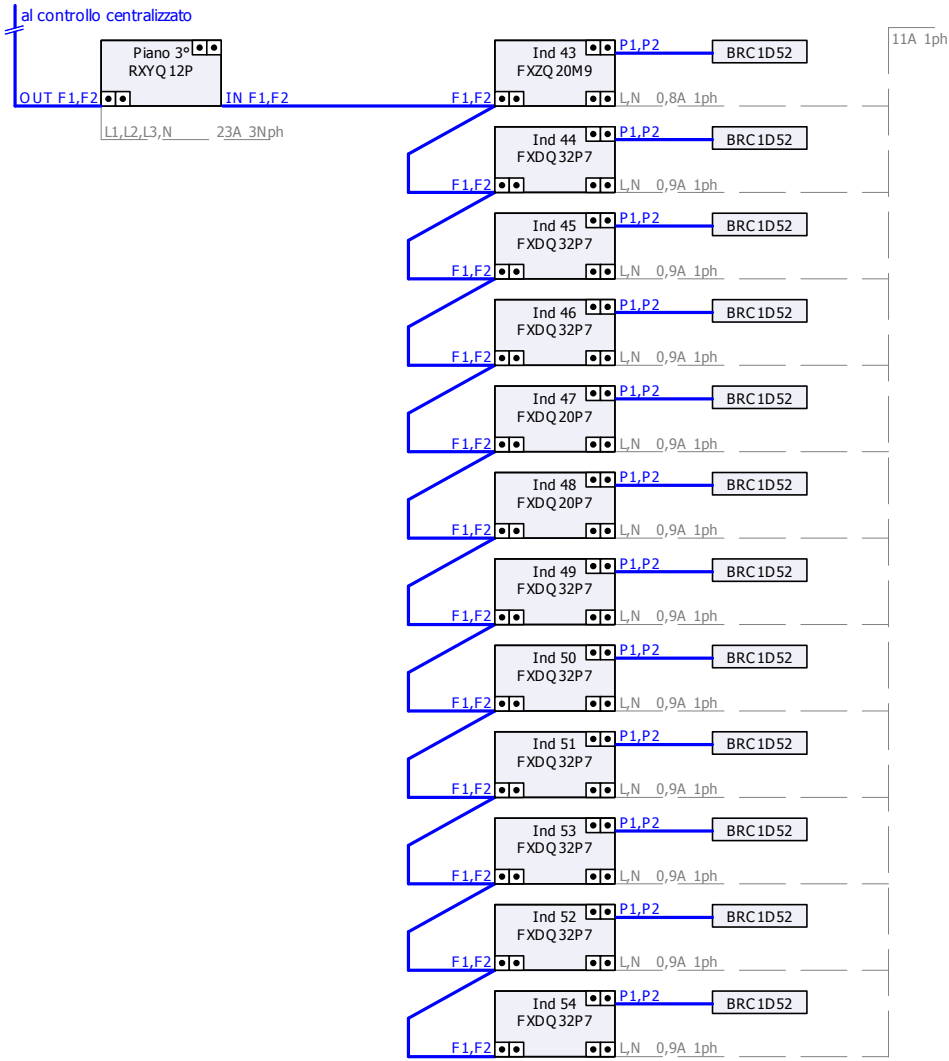 al controllo centralizzato
Piano 3°
RXYQ12P
OUT F1,F2
IN F1,F2
L1,L2,L3,N 23A 3Nph
11A 1ph
Ind 43
FXZQ20M9
P1,P2
BRC1D52
F1,F2
L,N 0,8A 1ph
Ind 44
FXDQ32P7
P1,P2
BRC1D52
F1,F2
L,N 0,9A 1ph
Ind 45
FXDQ32P7
P1,P2
BRC1D52
F1,F2
L,N 0,9A 1ph
Ind 46
FXDQ32P7
P1,P2
BRC1D52
F1,F2
L,N 0,9A 1ph
Ind 47
FXDQ20P7
P1,P2
BRC1D52
F1,F2
L,N 0,9A 1ph
Ind 48
FXDQ20P7
P1,P2
BRC1D52
F1,F2
L,N 0,9A 1ph
Ind 49
FXDQ32P7
P1,P2
BRC1D52
F1,F2
L,N 0,9A 1ph
Ind 50
FXDQ32P7
P1,P2
BRC1D52
F1,F2
L,N 0,9A 1ph
Ind 51
FXDQ32P7
P1,P2
BRC1D52
F1,F2
L,N 0,9A 1ph
Ind 53
FXDQ32P7
P1,P2
BRC1D52
F1,F2
L,N 0,9A 1ph
Ind 52
FXDQ32P7
P1,P2
BRC1D52
F1,F2
L,N 0,9A 1ph
Ind 54
FXDQ32P7
P1,P2
BRC1D52
F1,F2
L,N 0,9A 1ph